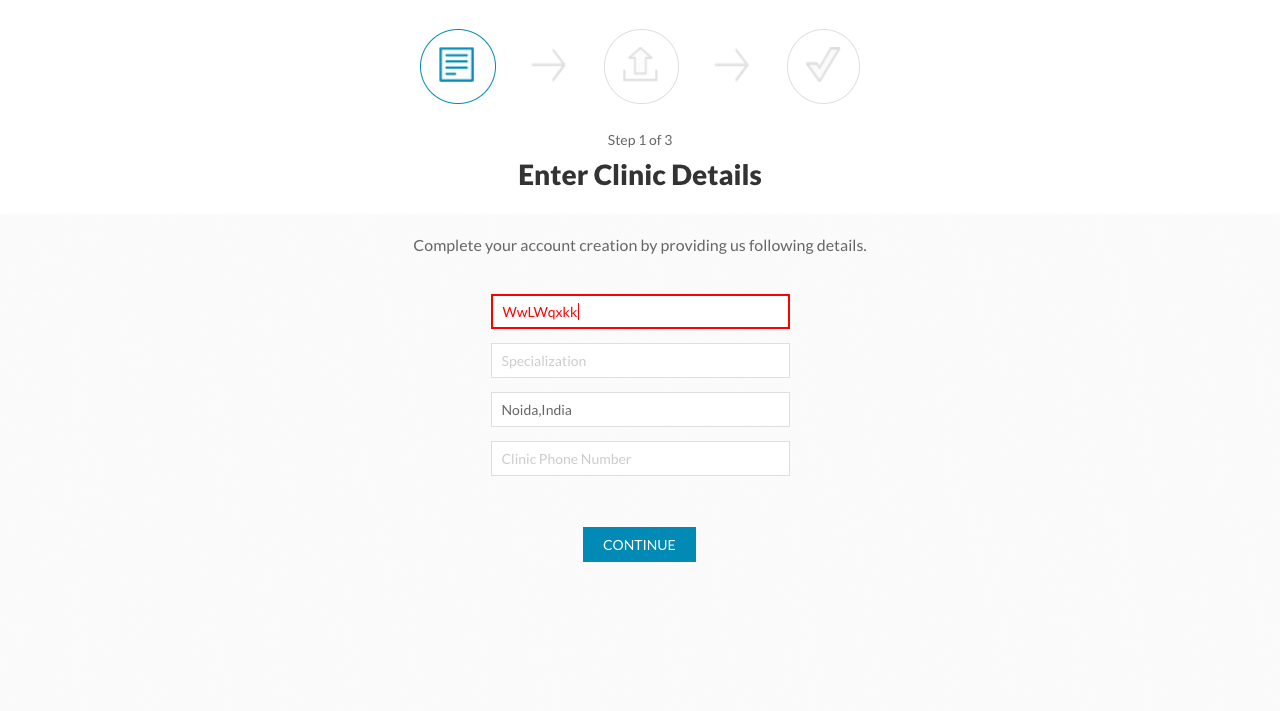 Step 1 of 3
Enter Clinic Details
Complete your account creation by providing us following details.
WwLWqxkk
Specialization
Noida,India
Clinic Phone Number
CONTINUE